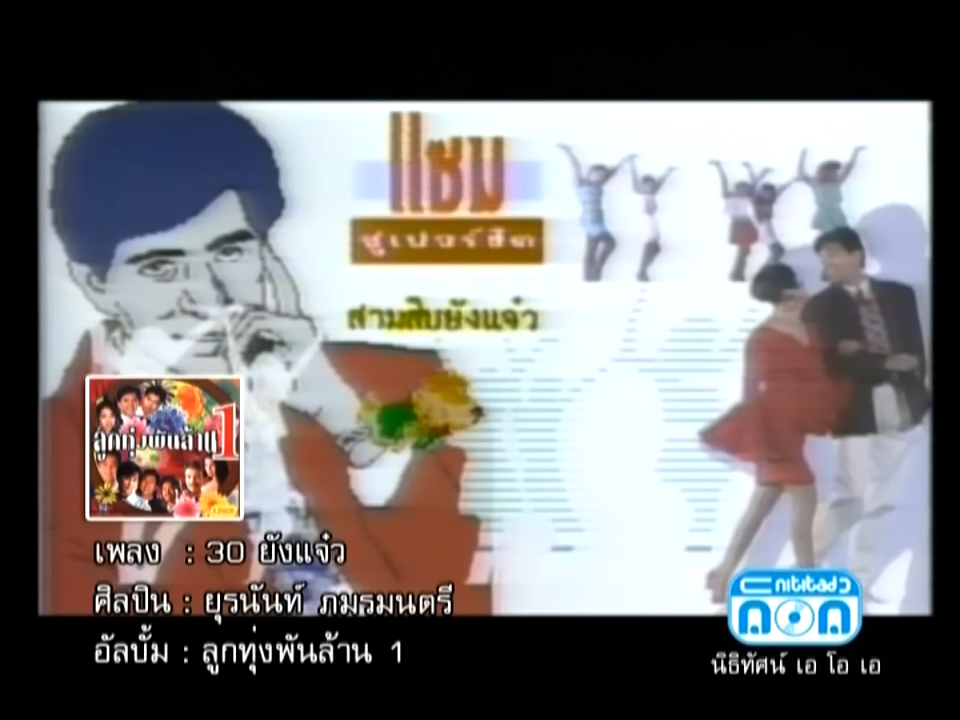 แซม
ซูเปอร์ฮิต
สามสิบยังแจ๋ว
ลูกทุ่งพันล้าน 1
เพลง : 30 ยังแจ๋ว
ศิลปิน : ยุรนันท์ ภมรมนตรี
อัลบั้ม : ลูกทุ่งพันล้าน 1
nititad
AOA
นิธิทัศน์ เอ โอ เอ